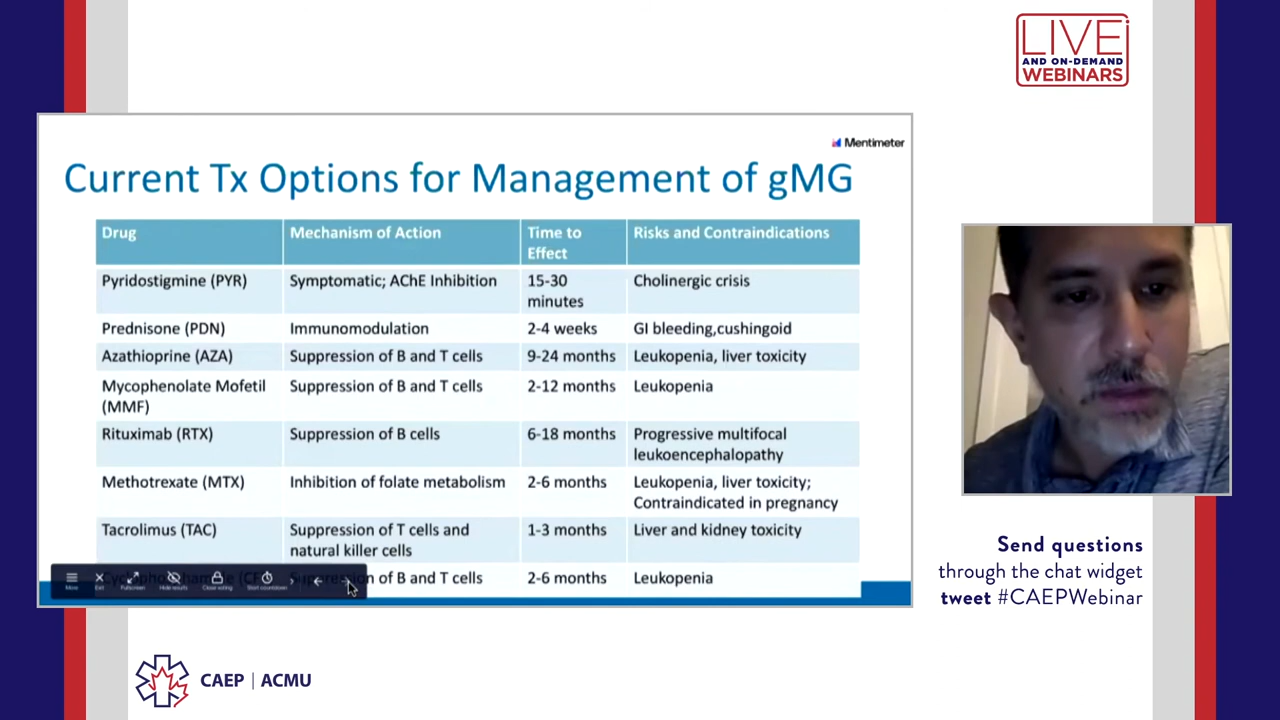 LIVE
AND ON-DEMAND
WEBINARS
Mentimeter
Current Tx Options for Management of gMG
Drug Mechanism of Action Time to Effect Risks and Contraindications
Pyridostigmine (PYR) Symptomatic; AChE Inhibition 15-30 minutes Cholinergic crisis
Prednisone (PDN) Immunomodulation 2-4 weeks GI bleeding,cushingoid
Azathioprine (AZA) Suppression of B and T cells 9-24 months Leukopenia, liver toxicity
Mycophenolate Mofetil (MMF) Suppression of B and T cells 2-12 months Leukopenia
Rituximab (RTX) Suppression of B cells 6-18 months Progressive multifocal leukoencephalopathy
Methotrexate (MTX) Inhibition of folate metabolism 2-6 months Leukopenia, liver toxicity; Contraindicated in pregnancy
Tacrolimus (TAC) Suppression of T cells and natural killer cells 1-3 months Liver and kidney toxicity
of B and T cells 2-6 months Leukopenia
Send questions
through the chat widget
tweet #CAEPWebinar
CAEP | ACMU